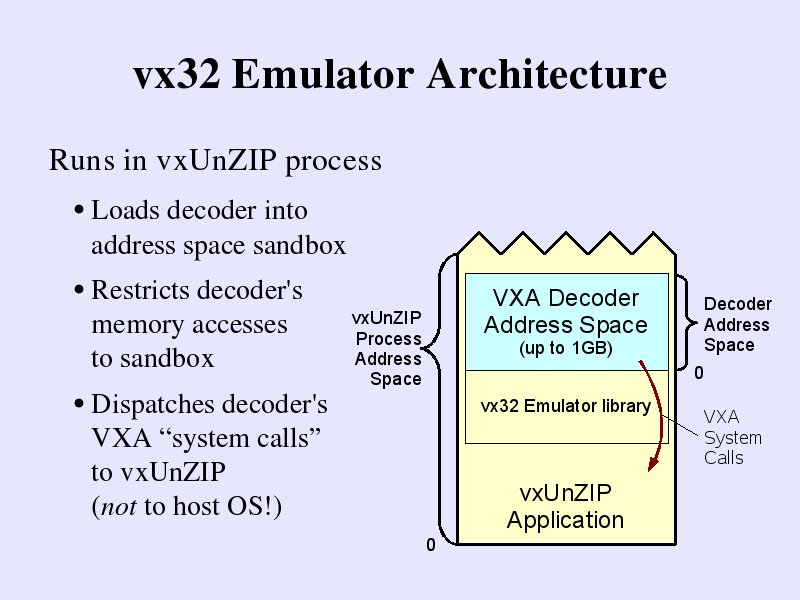 vx32 Emulator Architecture
Runs in vxUnZIP process
• Loads decoder into
address space sandbox
• Restricts decoder's
memory accesses
to sandbox
• Dispatches decoder's
VXA “system calls”
to vxUnZIP
(not to host OS!)
vxUnZIP
Process
Address
Space
0
VXA Decoder
Address Space
(up to 1GB)
vx32 Emulator library
vxUnZIP
Application
Decoder
Address
Space
0
VXA
System
Calls